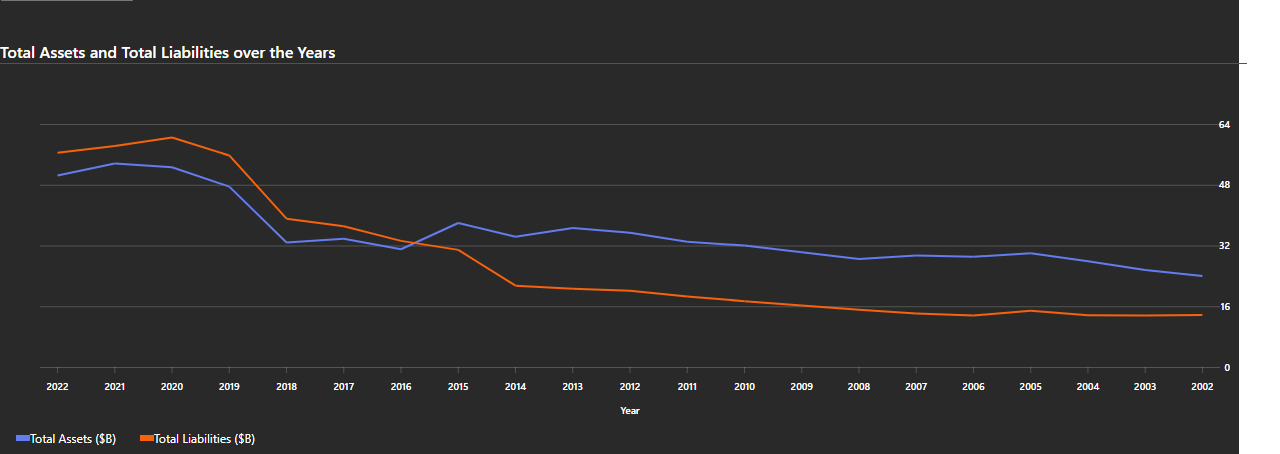 Total Assets and Total Liabilities over the Years
64
48
32
16
0
2022 2021 2020 2019 2018 2017 2016 2015 2014 2013 2012 2011 2010 2009 2008 2007 2006 2005 2004 2003 2002
Year
Total Assets ($B) Total Liabilities ($B)